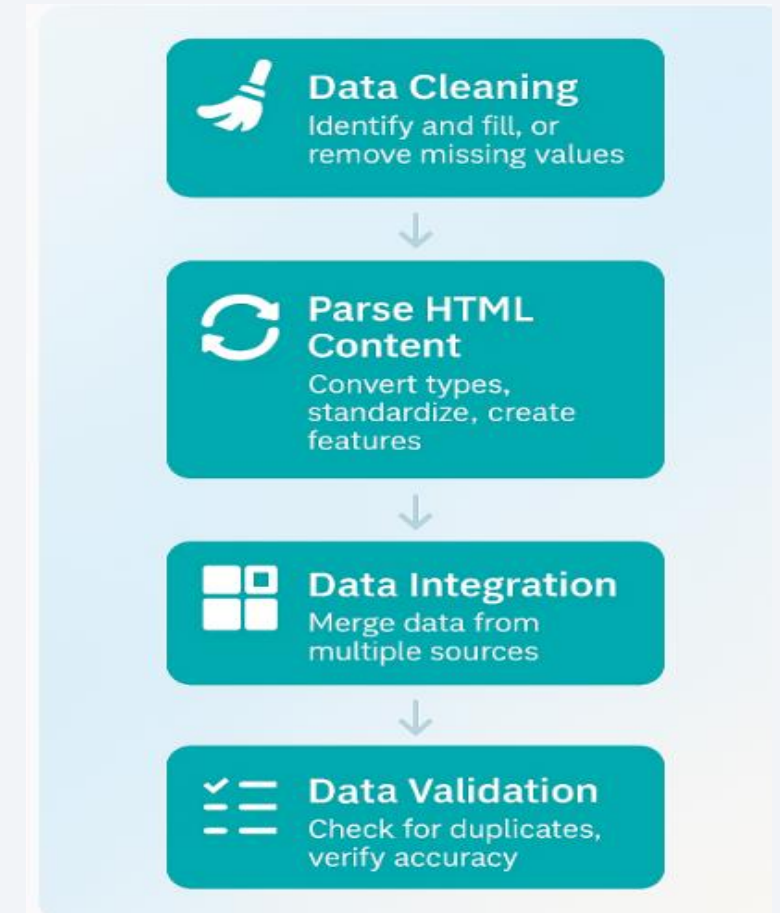 Data Cleaning
Identify and fill, or
remove missing values
Parse HTML
Content
Convert types,
standardize, create
features
Data Integration
Merge data from
multiple sources
Data Validation
Check for duplicates,
verify accuracy